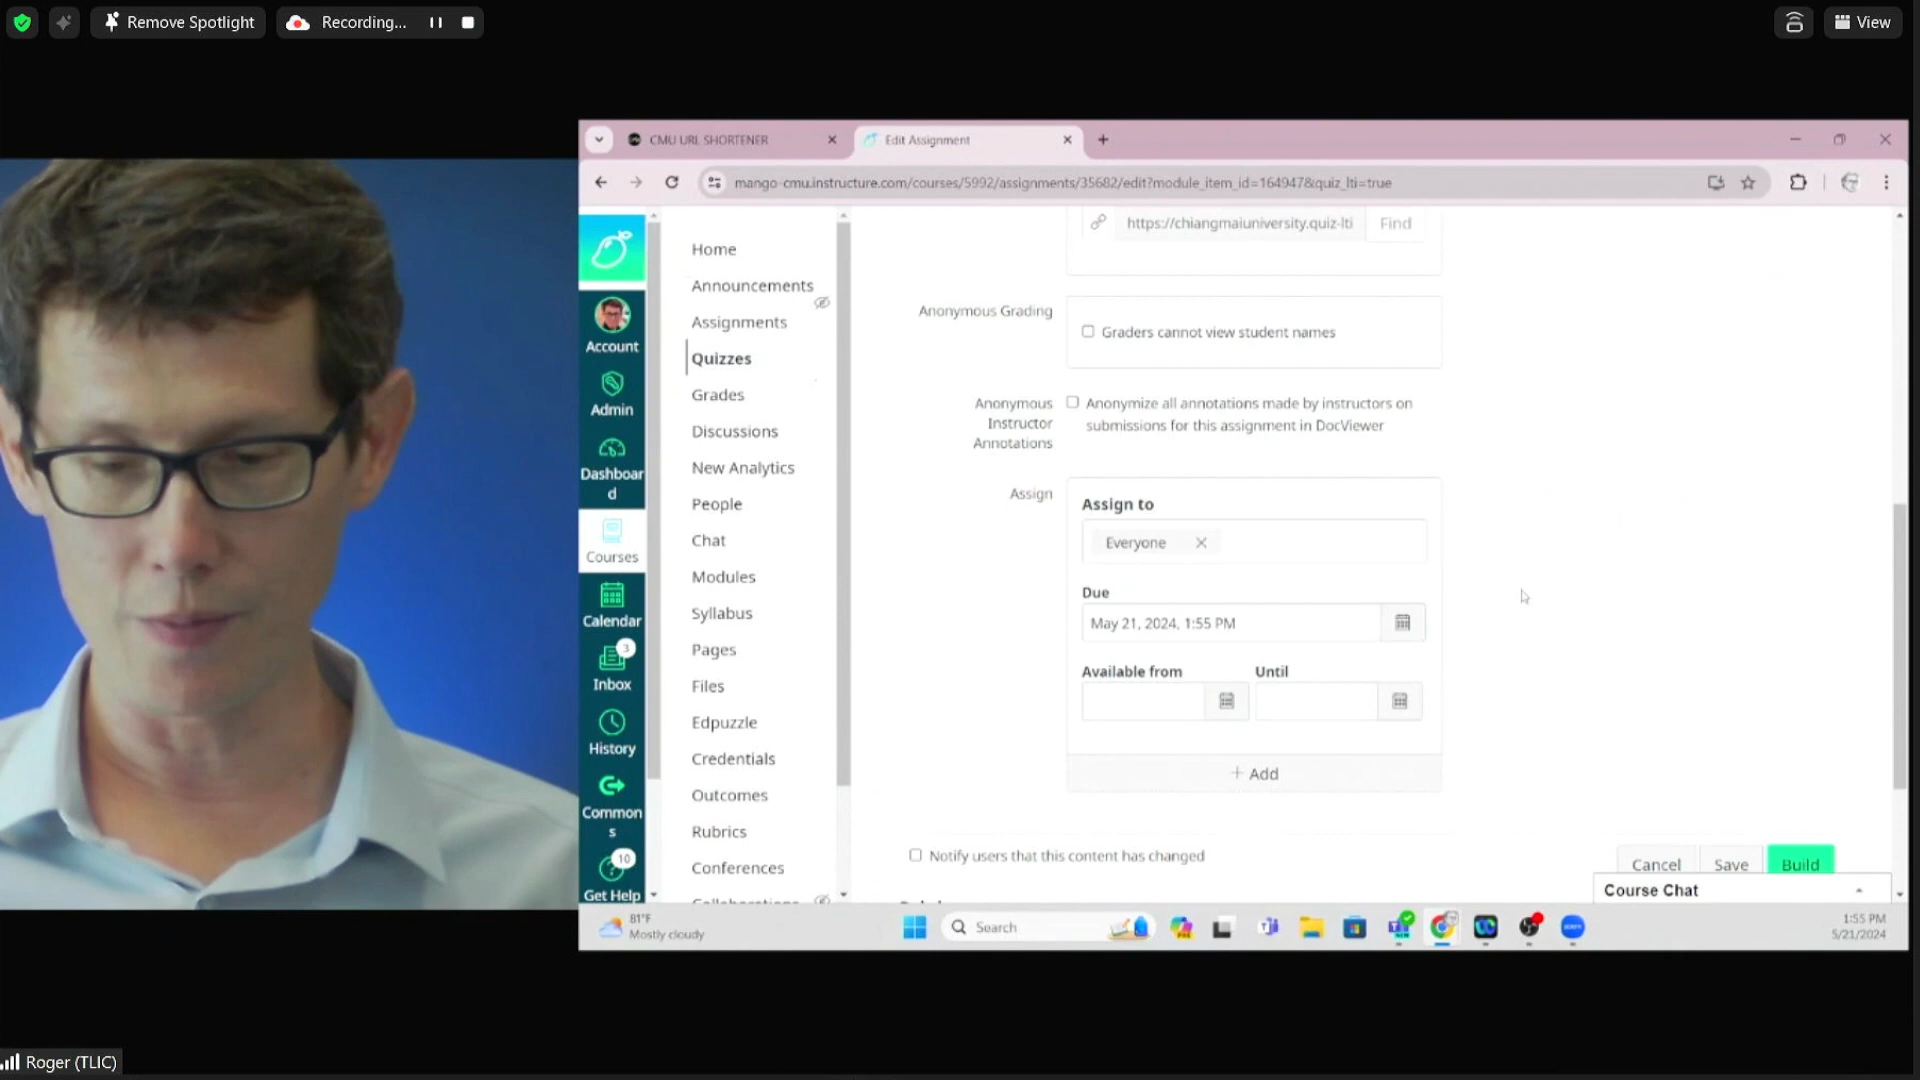 Remove Spotlight
Recording...
View
CMU URL SHORTENER
Edit Assignment
mango-cmu.instructure.com/courses/5992/assignments/35682/edit?module_item_id=164947&quiz_lti=true
Account
Admin
Dashboar
d
Courses
Calendar
3
Inbox
History
Common
s
10
Get Help
Home
Announcements
Assignments
Quizzes
Grades
Discussions
New Analytics
People
Chat
Modules
Syllabus
Pages
Files
Edpuzzle
Credentials
Outcomes
Rubrics
Conferences
Collaborations
https://chiangmaiuniversity.quiz-lti
Find
Anonymous Grading
Graders cannot view student names
Anonymous
Instructor
Annotations
Anonymize all annotations made by instructors on
submissions for this assignment in DocViewer
Assign
Assign to
Everyone
Due
May 21, 2024, 1:55 PM
Available from
Until
+ Add
Notify users that this content has changed
Cancel
Save
Build
Course Chat
81°F
Mostly cloudy
Search
1:55 PM
5/21/2024
Roger (TLIC)